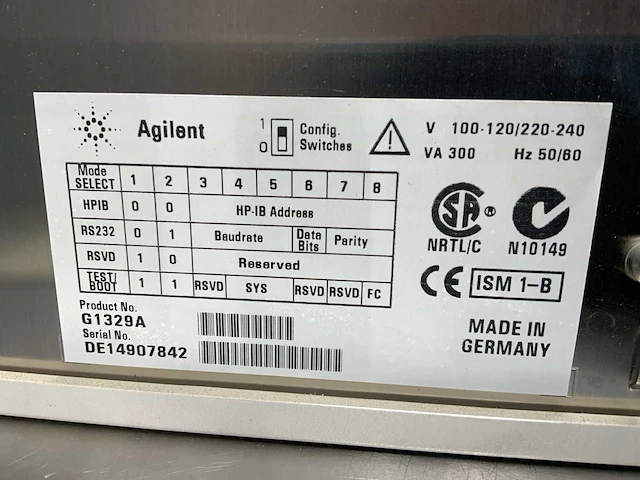 Agilent
1
0
Config.
Switches
V 100-120/220-240
VA 300 Hz 50/60
Mode SELECT 1 2 3 4 5 6 7 8
HPIB 0 0 HP-IB Address
RS232 0 1 Baudrate Data Bits Parity
RSVD 1 0 Reserved
TEST/BOOT 1 1 RSVD SYS RSVD RSVD FC
SA ®
NRTL/C
N10149
CE ISM 1-B
Product No.
G1329A
Serial No.
DE14907842
MADE IN
GERMANY